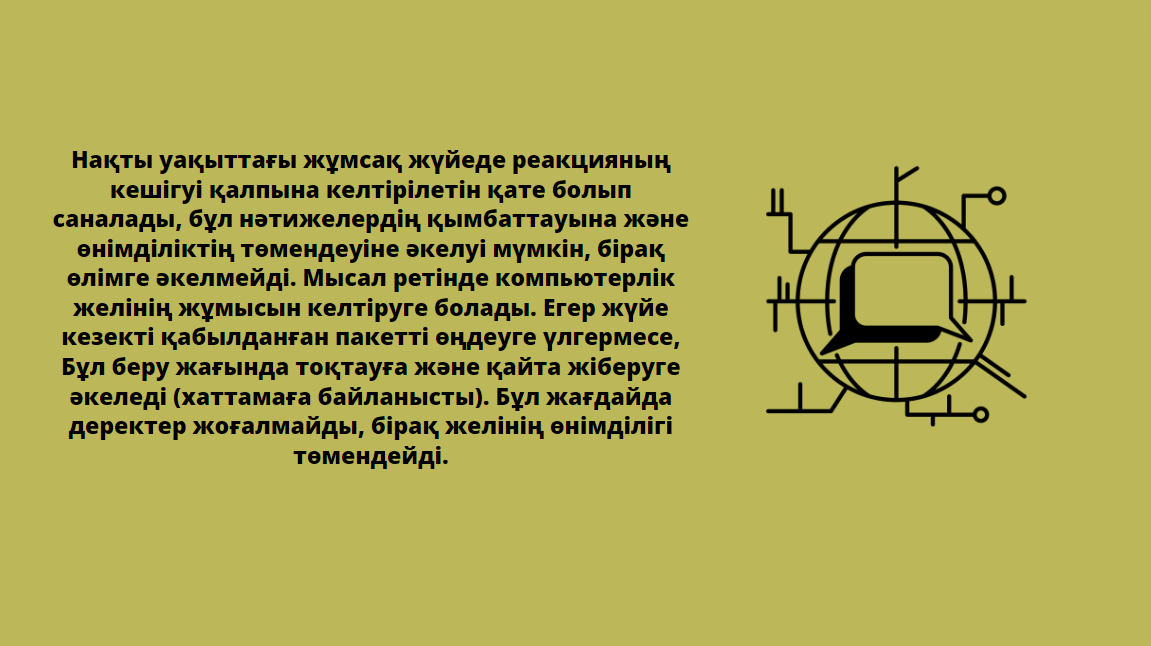 Нақты уақыттағы жұмсақ жүйеде реакцияның
кешігуі қалпына келтірілетін қате болып
саналады, бұл нәтижелердің қымбаттауына және
өнімділіктің төмендеуіне әкелуі мүмкін, бірақ
өлімге әкелмейді. Мысал ретінде компьютерлік
желінің жұмысын келтіруге болады. Егер жүйе
кезекті қабылданған пакетті өңдеуге үлгермесе,
Бұл беру жағында тоқтауға және қайта жіберуге
әкеледі (хаттамаға байланысты). Бұл жағдайда
деректер жоғалмайды, бірақ желінің өнімділігі
төмендейді.